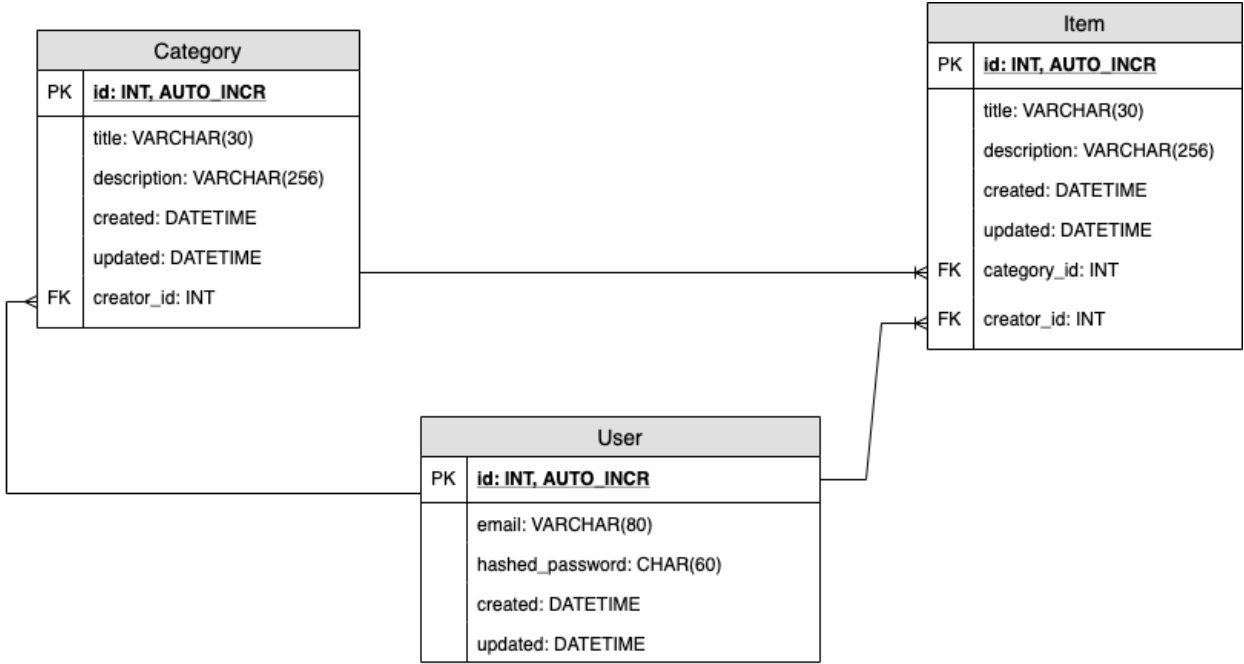 Category
PK id: INT, AUTO_INCR
title: VARCHAR(30)
description: VARCHAR(256)
created: DATETIME
updated: DATETIME
FK creator_id: INT
Item
PK id: INT, AUTO_INCR
title: VARCHAR(30)
description: VARCHAR(256)
created: DATETIME
updated: DATETIME
FK category_id: INT
FK creator_id: INT
User
PK id: INT, AUTO_INCR
email: VARCHAR(80)
hashed_password: CHAR(60)
created: DATETIME
updated: DATETIME